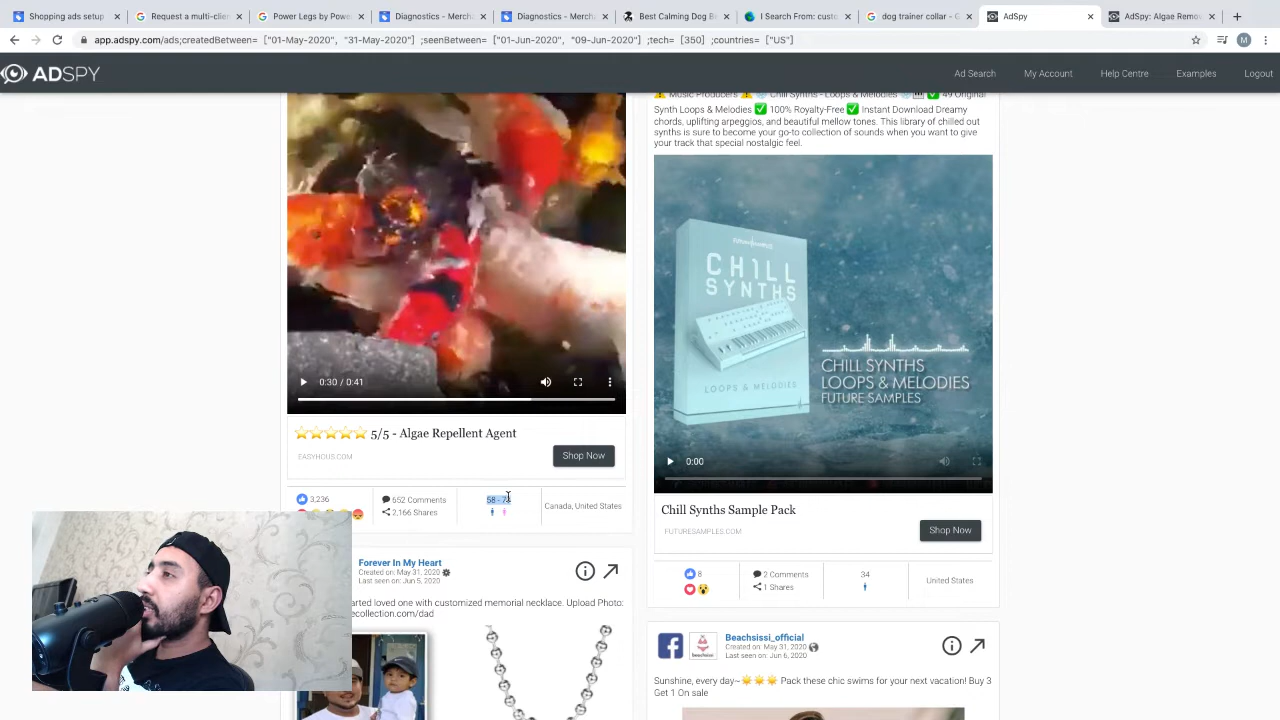 Shopping ads setup
Request a multi-clien
Power Legs by Powe
Diagnostics - Mercha
Diagnostics - Mercha
Best Calming Dog B
I Search From: custo
dog trainer collar - G
AdSpy
AdSpy: Algae Remov
app.adspy.com/ads;createdBetween= ["01-May-2020", "31-May-2020"] ;seenBetween= ["01-Jun-2020", "09-Jun-2020"] ;tech= [350] ;countries= ["US"]
M
ADSPY
Ad Search
My Account
Help Centre
Examples
Logout
0:30 / 0:41
5/5 - Algae Repellent Agent
EASYHOUS.COM
Shop Now
3,236
652 Comments
2,166 Shares
58 - 7
Canada, United States
Forever In My Heart
Created on: May 31, 2020
Last seen on: Jun 5, 2020
arted loved one with customized memorial necklace. Upload Photo:
ecollection.com/dad
Music Producers Chill Synths - Loops & Melodies 49 Original
Synth Loops & Melodies ✅ 100% Royalty-Free ✅ Instant Download Dreamy
chords, uplifting arpeggios, and beautiful mellow tones. This library of chilled out
synths is sure to become your go-to collection of sounds when you want to give
your track that special nostalgic feel.
CHILL
SYNTHS
LOOPS & MELODIES
CHILL SYNTHS
LOOPS & MELODIES
FUTURE SAMPLES
0:00
Chill Synths Sample Pack
FUTURESAMPLES.COM
Shop Now
8
2 Comments
1 Shares
34
United States
Beachsissi_official
Created on: May 31, 2020
Last seen on: Jun 6, 2020
Sunshine, every day~☀️☀️☀️ Pack these chic swims for your next vacation! Buy 3
Get 1 On sale